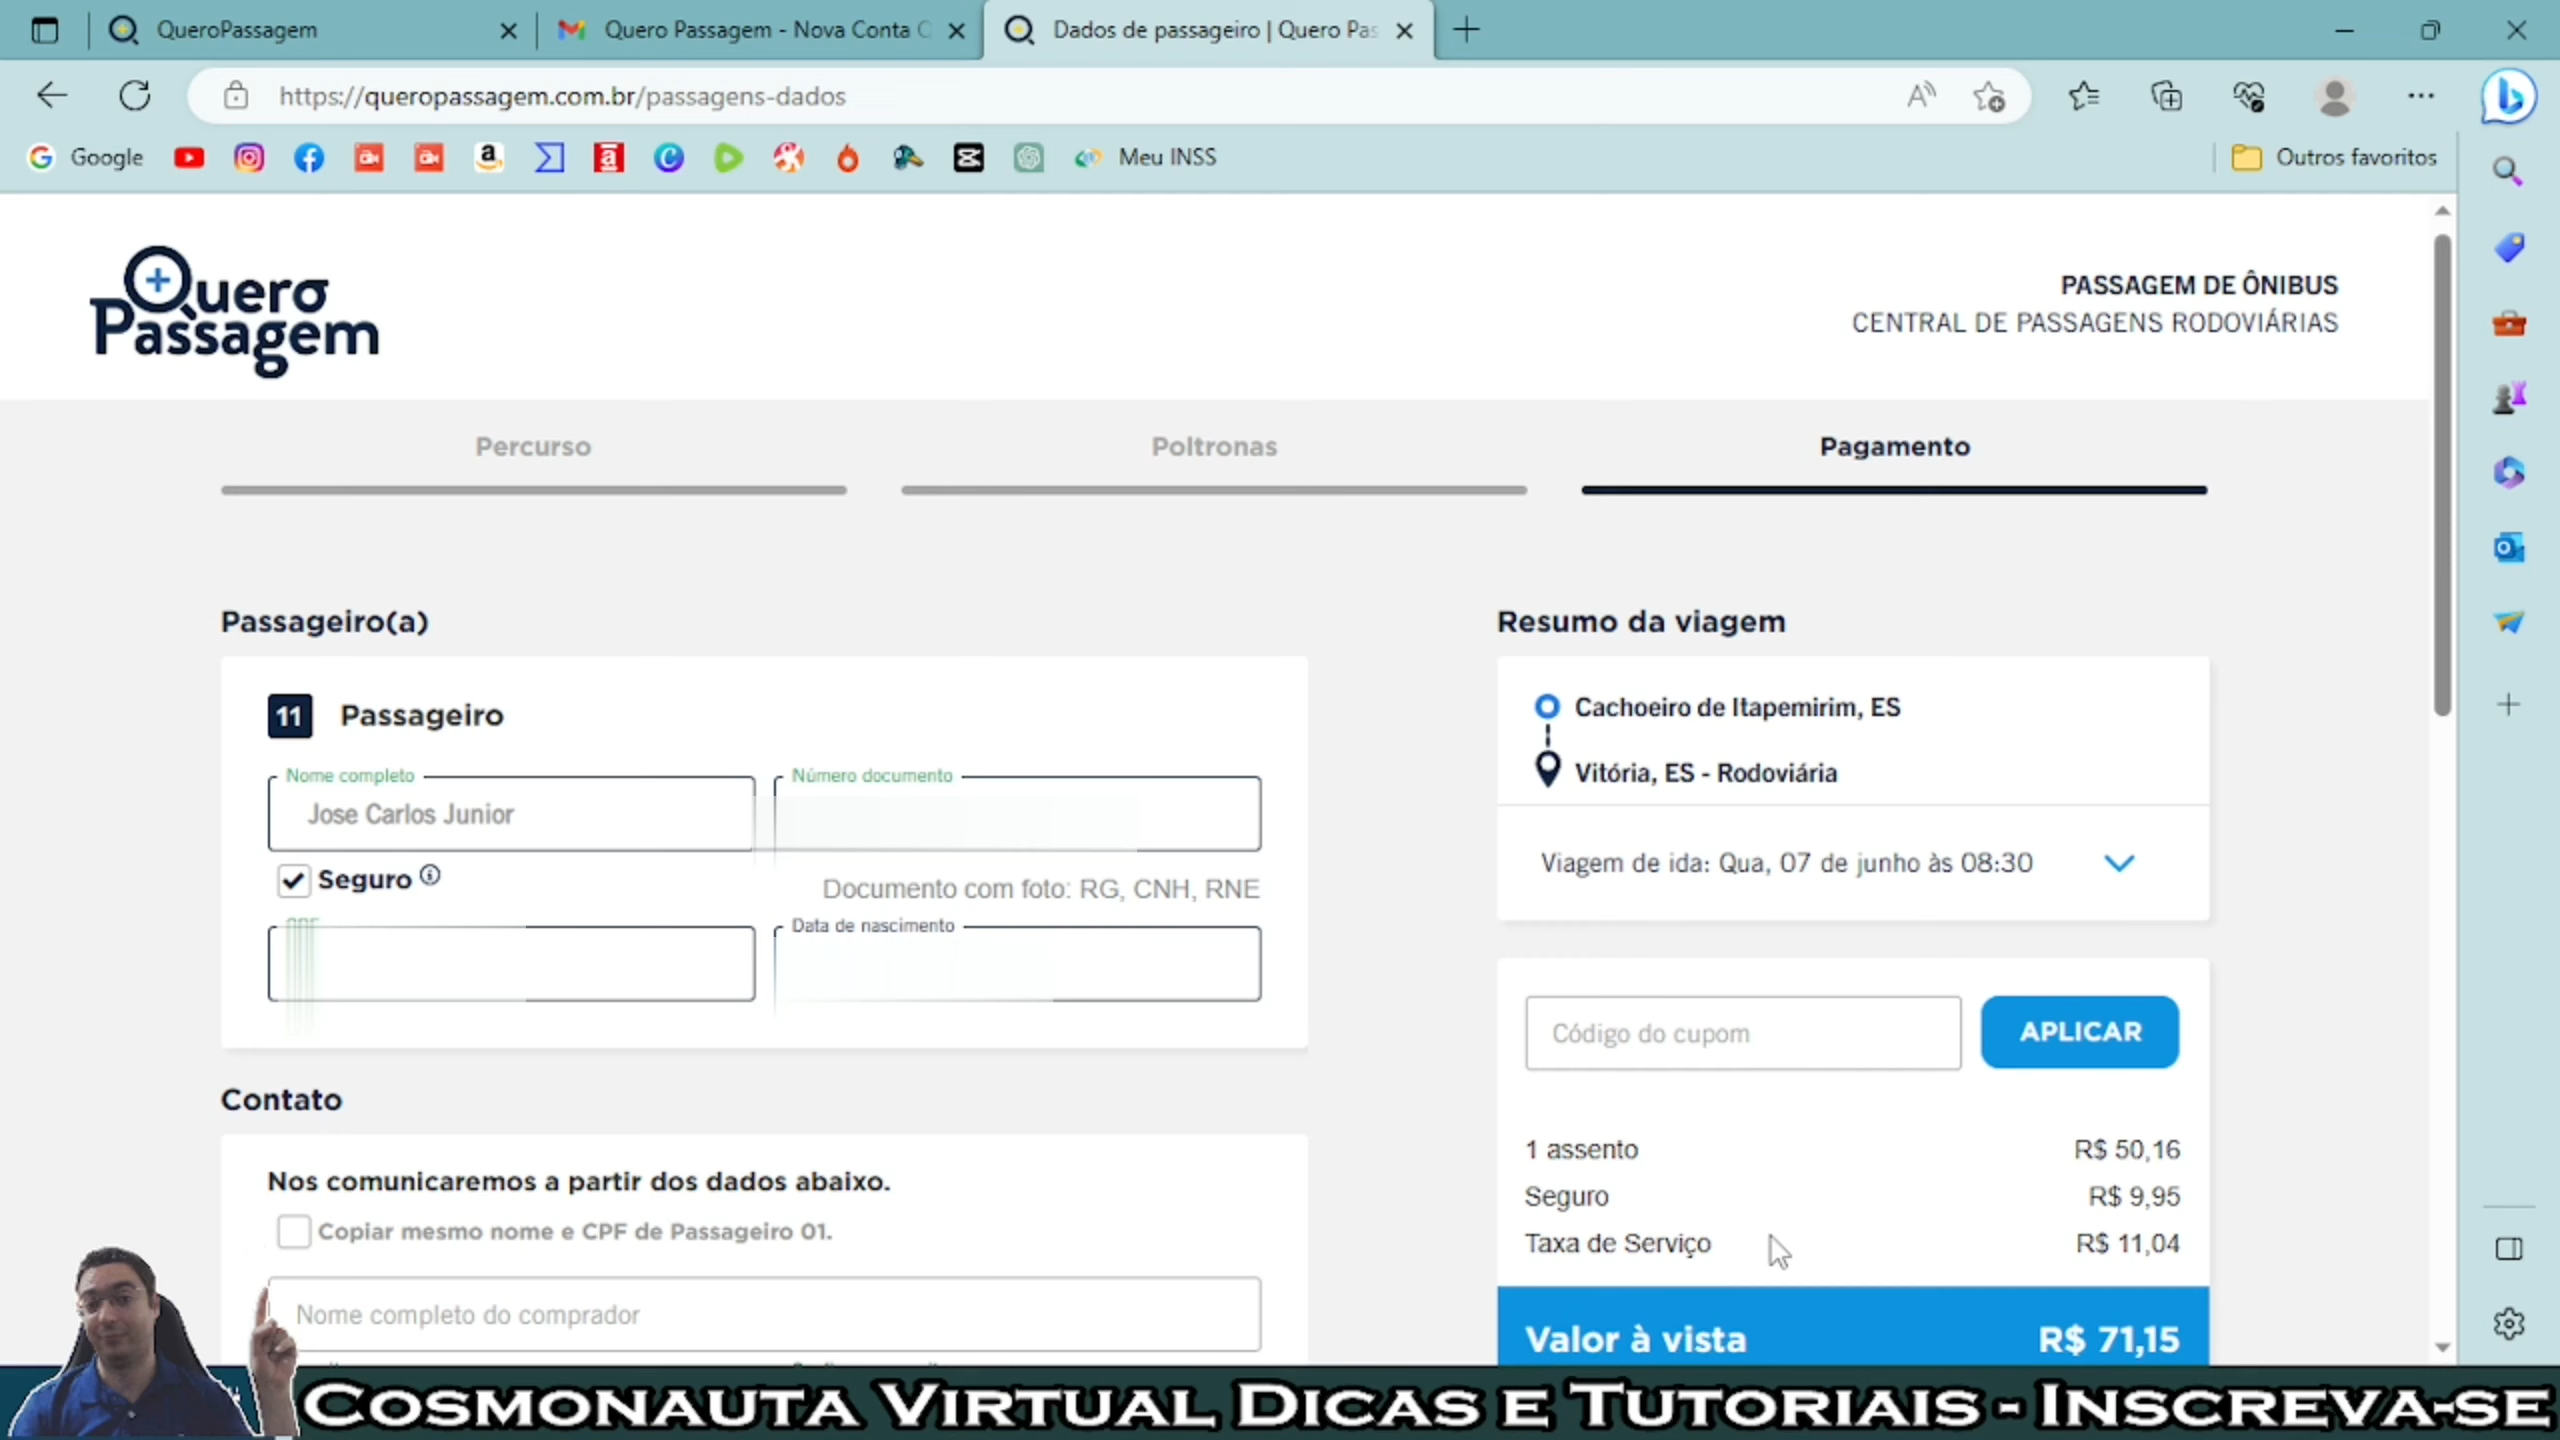 QueroPassagem
Quero Passagem - Nova Conta
Dados de passageiro | Quero Pas
https://queropassagem.com.br/passagens-dados
Google
Meu INSS
Outros favoritos
Quero
Passagem
PASSAGEM DE ÔNIBUS
CENTRAL DE PASSAGENS RODOVIÁRIAS
Percurso
Poltronas
Pagamento
Passageiro(a)
11 Passageiro
Nome completo
Número documento
Jose Carlos Junior
Seguro
Documento com foto: RG, CNH, RNE
Data de nascimento
Contato
Nos comunicaremos a partir dos dados abaixo.
Copiar mesmo nome e CPF de Passageiro 01.
Nome completo do comprador
Resumo da viagem
Cachoeiro de Itapemirim, ES
Vitória, ES - Rodoviária
Viagem de ida: Qua, 07 de junho às 08:30
Código do cupom
APLICAR
1 assento R$ 50,16
Seguro R$ 9,95
Taxa de Serviço R$ 11,04
Valor à vista R$ 71,15
COSMONAUTA VIRTUAL DICAS E TUTORIAIS - INSCREVA-SE